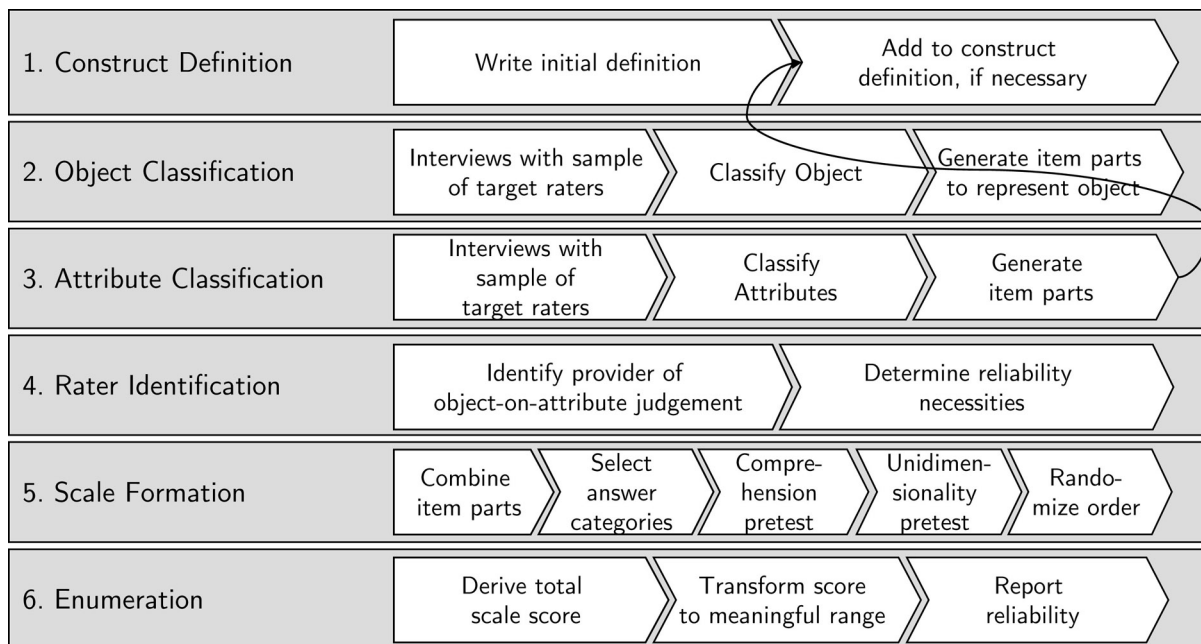 1. Construct Definition
Write initial definition
Add to construct
definition, if necessary
2. Object Classification
Interviews with sample
of target raters
Classify Object
Generate item parts
to represent object
3. Attribute Classification
Interviews with
sample of
target raters
Classify
Attributes
Generate
item parts
4. Rater Identification
Identify provider of
object-on-attribute judgement
Determine reliability
necessities
5. Scale Formation
Combine
item parts
Select
answer
categories
Compre-
hension
pretest
Unidimen-
sionality
pretest
Rando-
mize order
6. Enumeration
Derive total
scale score
Transform score
to meaningful range
Report
reliability